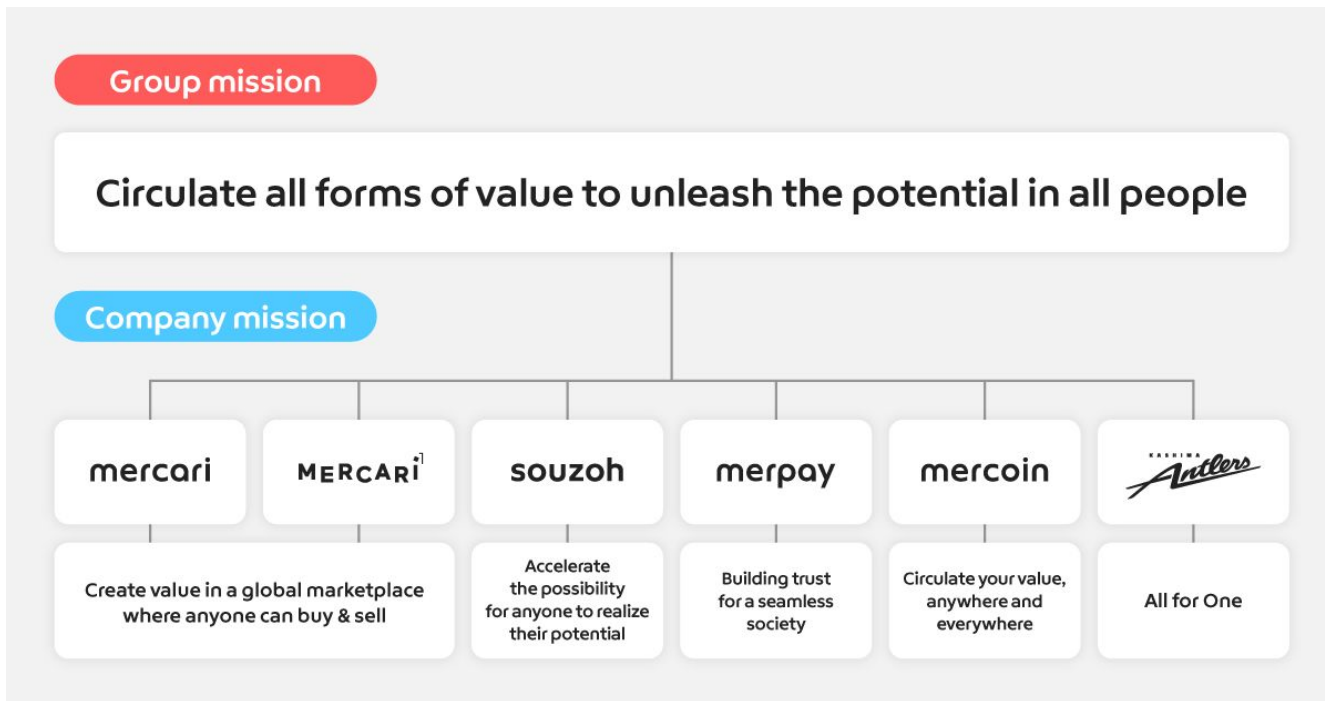 Group mission
Circulate all forms of value to unleash the potential in all people
Company mission
mercari
MERCARI
souzoh
merpay
mercoin
KASHIMA
Antlers
Create value in a global marketplace
where anyone can buy & sell
Accelerate
the possibility
for anyone to realize
their potential
Building trust
for a seamless
society
Circulate your value,
anywhere and
everywhere
All for One